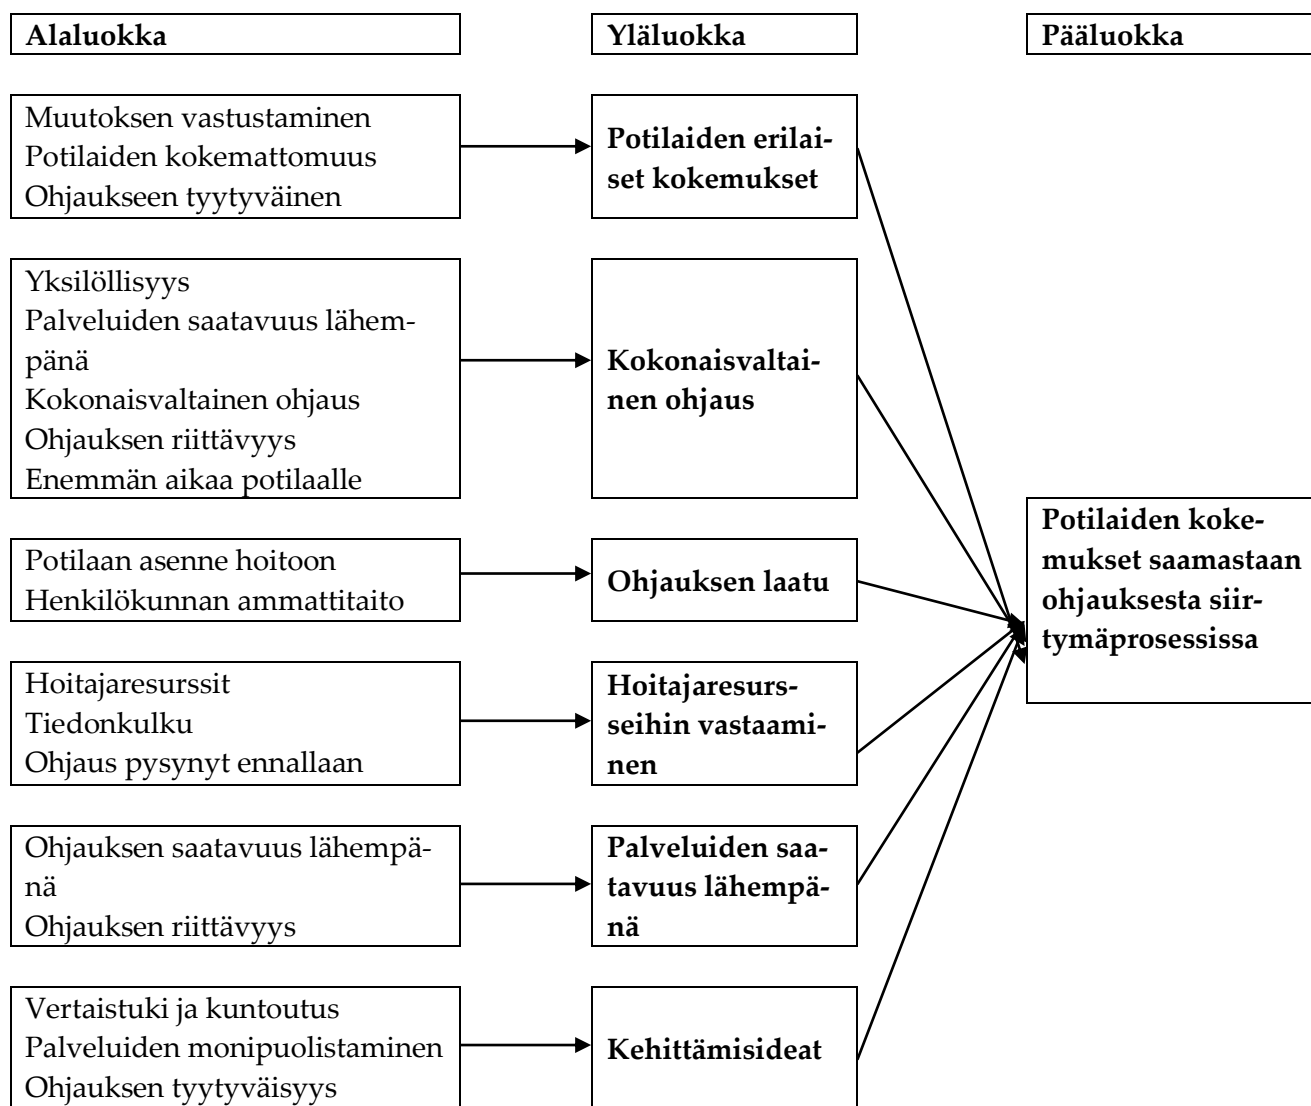 Alaluokka
Yläluokka
Pääluokka
Muutoksen vastustaminen
Potilaiden kokemattomuus
Ohjaukseen tyytyväinen
Potilaiden erilai-
set kokemukset
Yksilöllisyys
Palveluiden saatavuus lähem-
pänä
Kokonaisvaltainen ohjaus
Ohjauksen riittävyys
Enemmän aikaa potilaalle
Kokonaisvaltai-
nen ohjaus
Potilaan asenne hoitoon
Henkilökunnan ammattitaito
Ohjauksen laatu
Hoitajaresurssit
Tiedonkulku
Ohjaus pysynyt ennallaan
Hoitajaresurs-
seihin vastaami-
nen
Ohjauksen saatavuus lähempä-
nä
Ohjauksen riittävyys
Palveluiden saa-
tavuus lähempä-
nä
Vertaistuki ja kuntoutus
Palveluiden monipuolistaminen
Ohjauksen tyytyväisyys
Kehittämisideat
Potilaiden koke-
mukset saamastaan
ohjauksesta siir-
tymäprosessissa